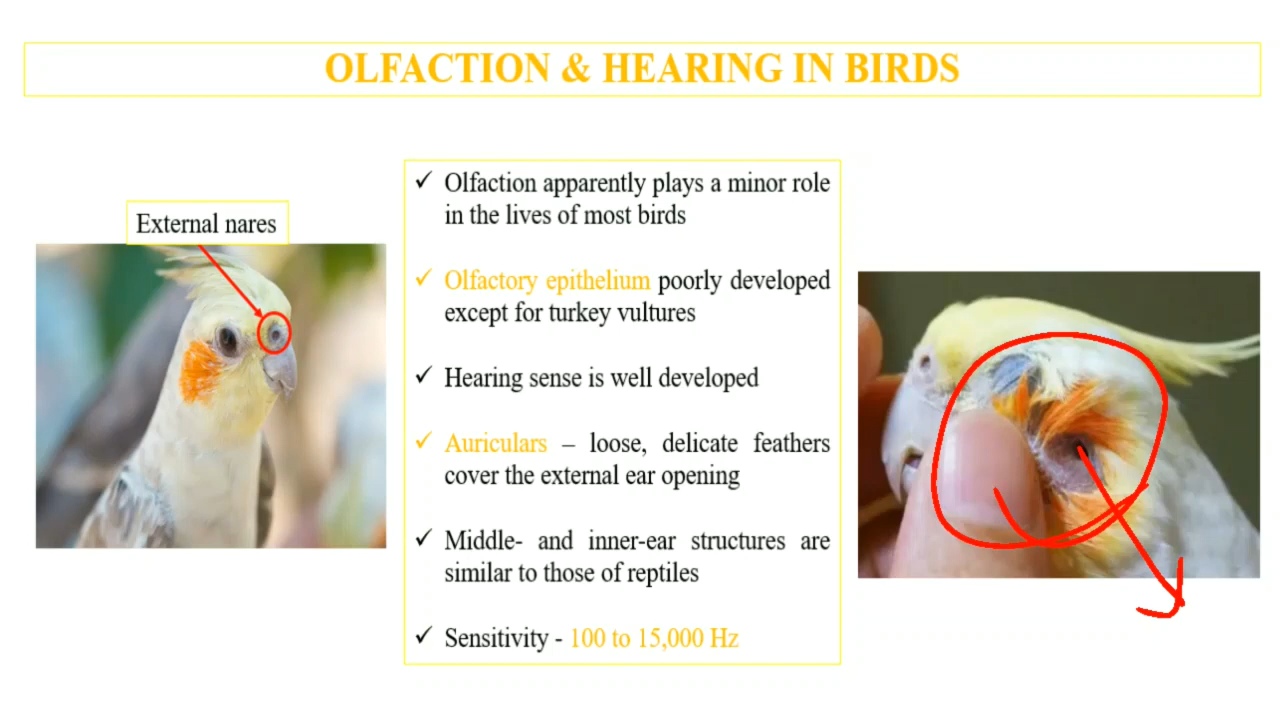 OLFACTION & HEARING IN BIRDS
External nares
✓ Olfaction apparently plays a minor role
in the lives of most birds
✓ Olfactory epithelium poorly developed
except for turkey vultures
✓ Hearing sense is well developed
✓ Auriculars – loose, delicate feathers
cover the external ear opening
✓ Middle- and inner-ear structures are
similar to those of reptiles
✓ Sensitivity - 100 to 15,000 Hz